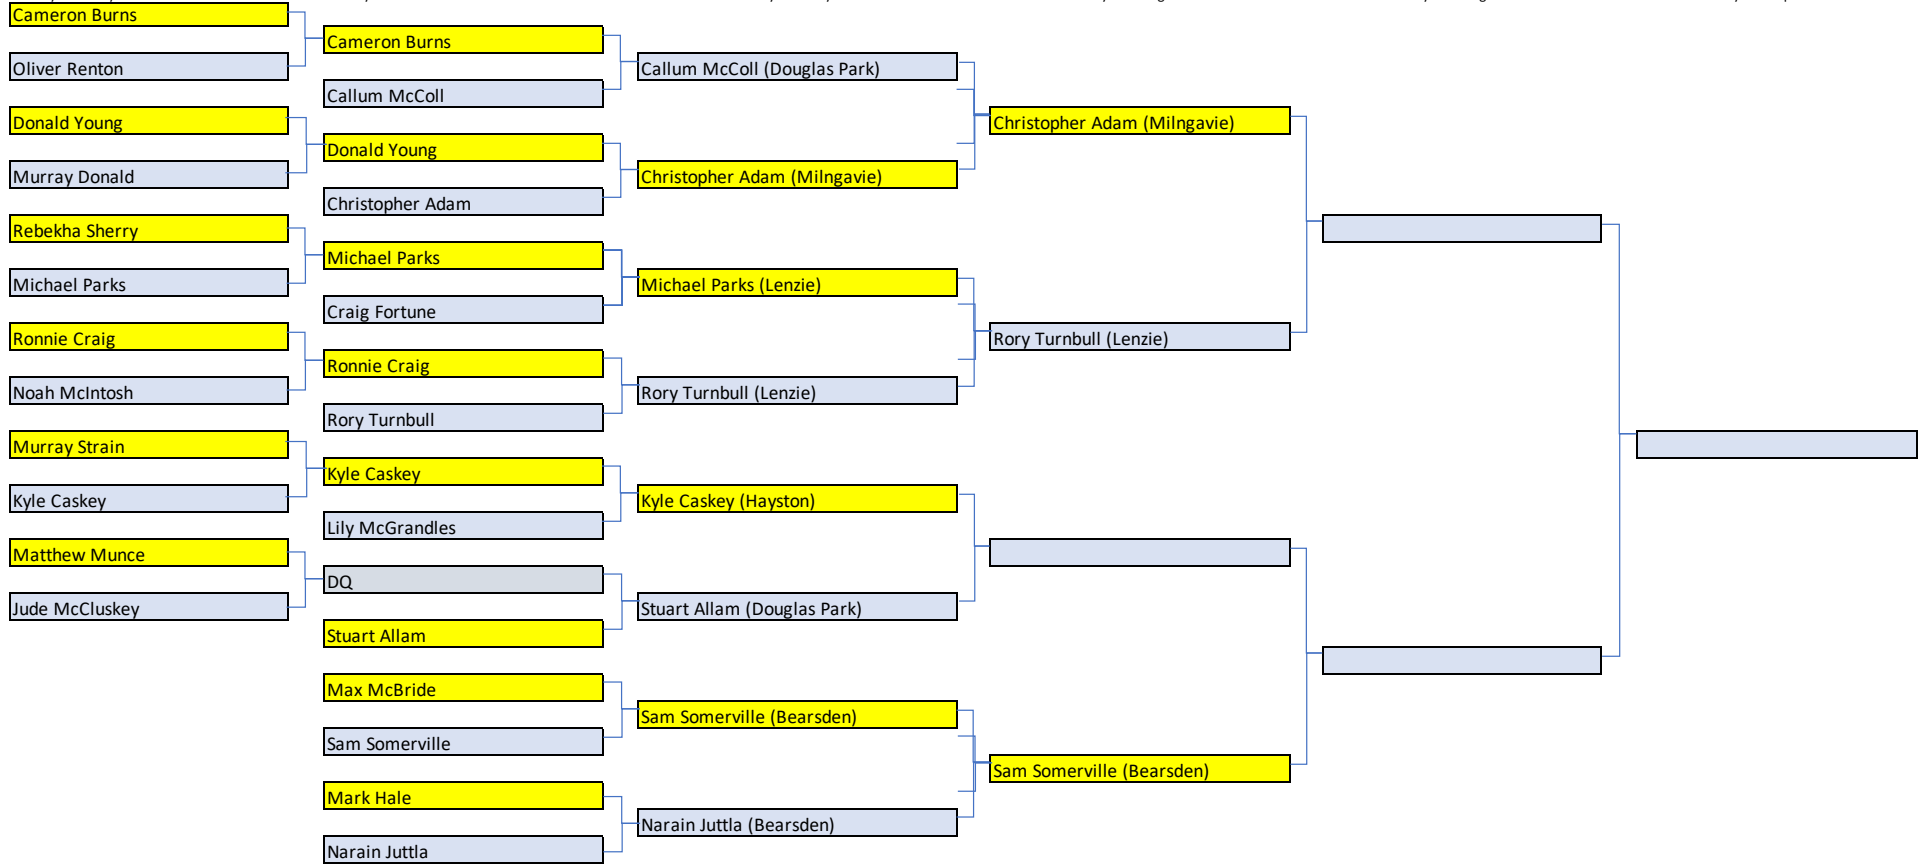 Cameron Burns
Oliver Renton
Donald Young
Murray Donald
Rebekha Sherry
Michael Parks
Ronnie Craig
Noah McIntosh
Murray Strain
Kyle Caskey
Matthew Munce
Jude McCluskey
Cameron Burns
Callum McColl
Donald Young
Christopher Adam
Michael Parks
Craig Fortune
Ronnie Craig
Rory Turnbull
Kyle Caskey
Lily McGrandles
DQ
Stuart Allam
Max McBride
Sam Somerville
Mark Hale
Narain Juttla
Callum McColl (Douglas Park)
Christopher Adam (Milngavie)
Michael Parks (Lenzie)
Rory Turnbull (Lenzie)
Kyle Caskey (Hayston)
Stuart Allam (Douglas Park)
Sam Somerville (Bearsden)
Narain Juttla (Bearsden)
Christopher Adam (Milngavie)
Rory Turnbull (Lenzie)
Sam Somerville (Bearsden)